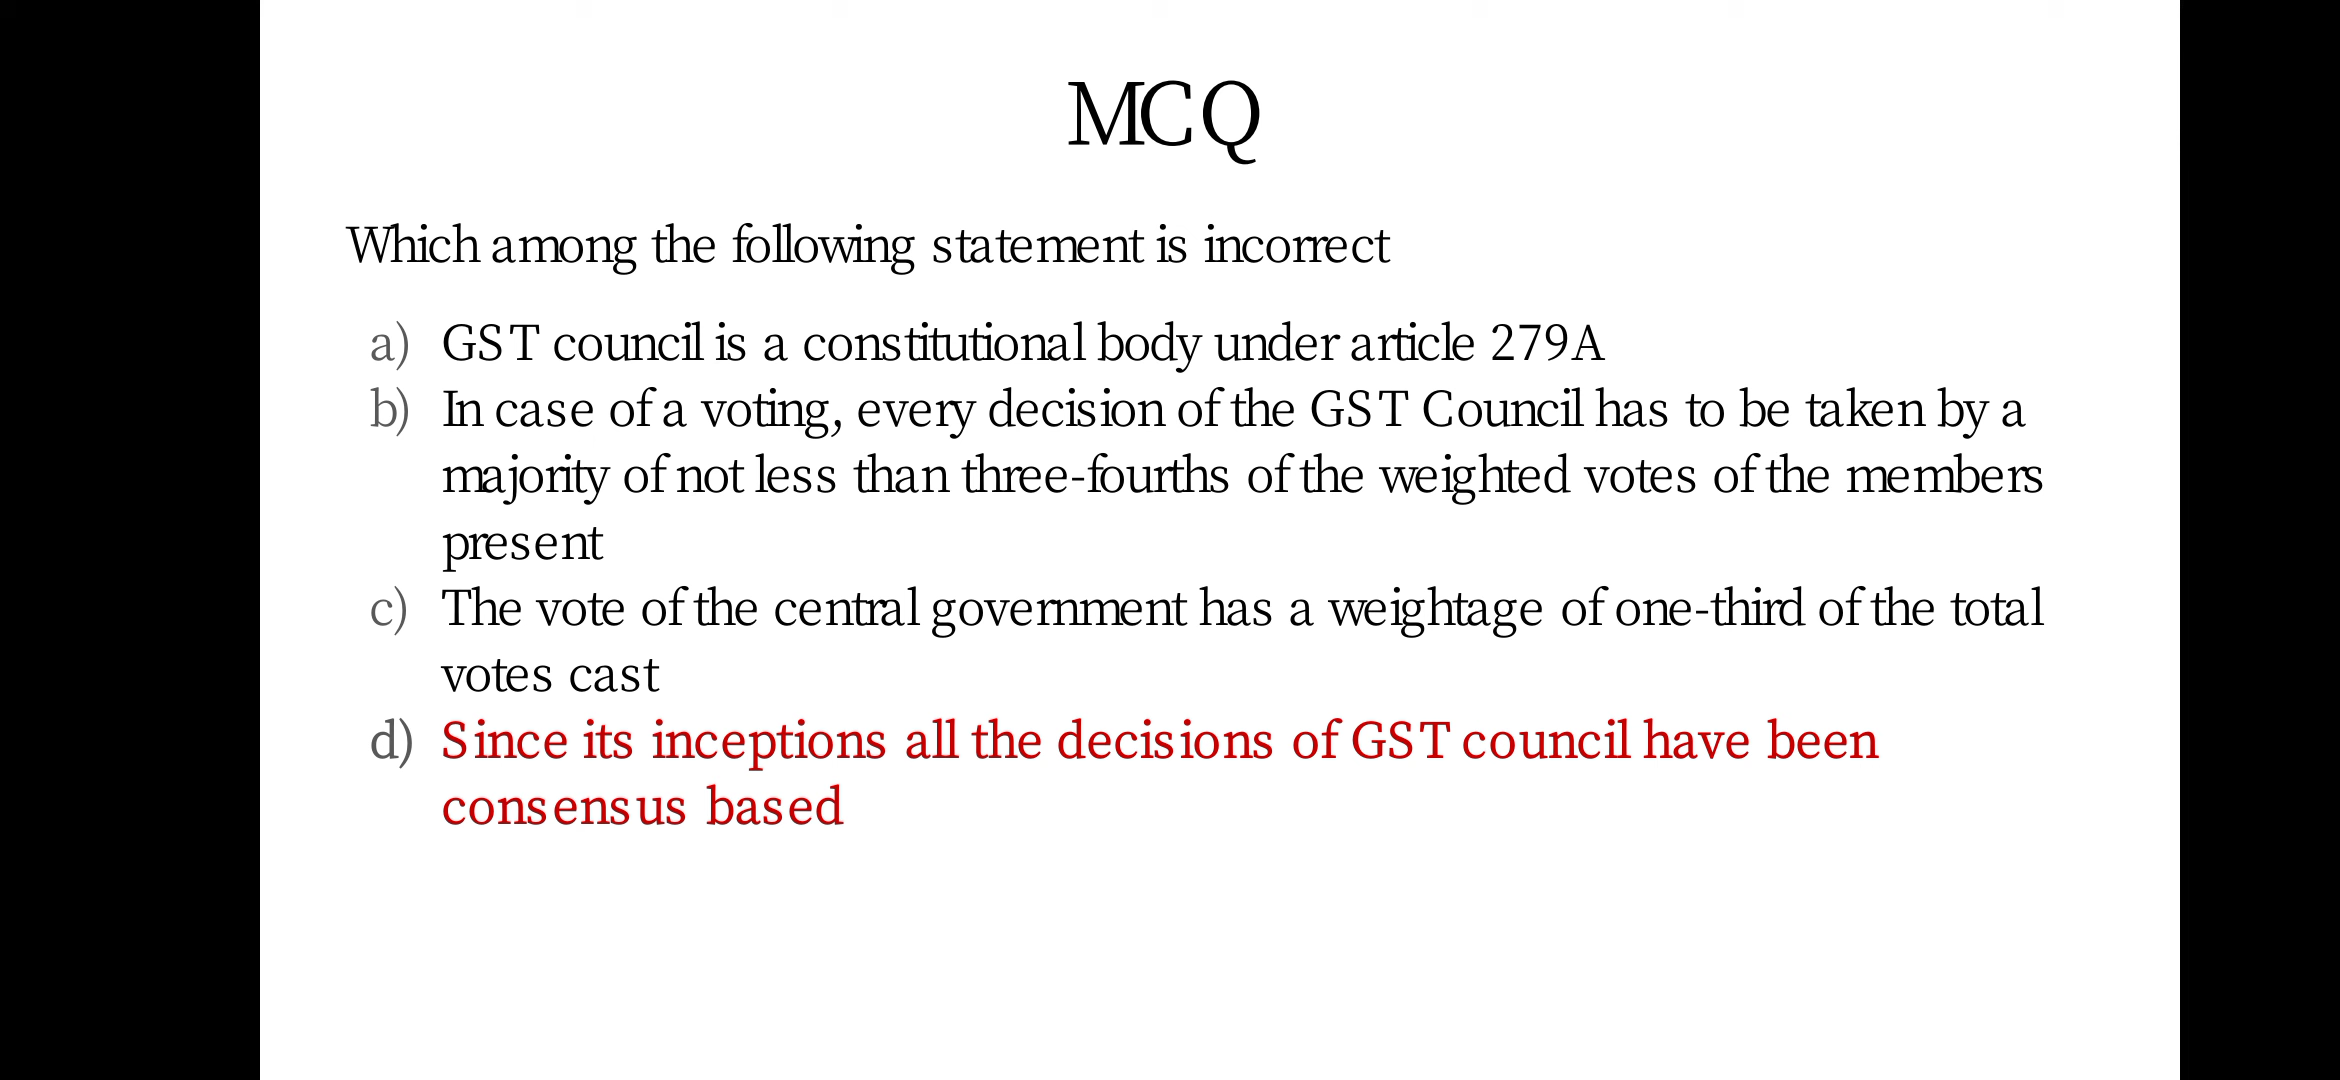 MCQ
Which among the following statement is incorrect
a) GST council is a constitutional body under article 279A
b) In case of a voting, every decision of the GST Council has to be taken by a
majority of not less than three-fourths of the weighted votes of the members
present
c) The vote of the central government has a weightage of one-third of the total
votes cast
d) Since its inceptions all the decisions of GST council have been
consensus based